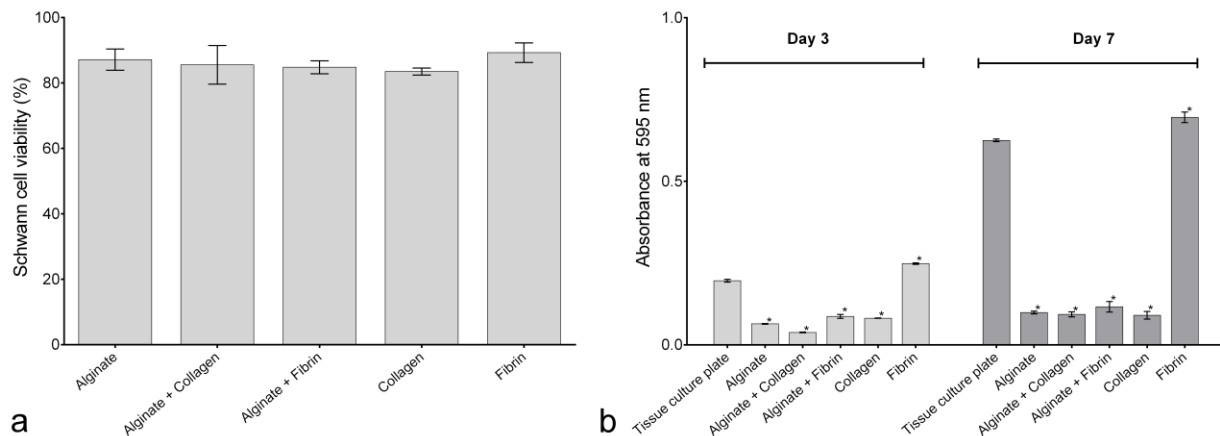 Schwann cell viability (%)
100
80
60
40
20
0
Alginate
Alginate + Collagen
Alginate + Fibrin
Collagen
Fibrin
a
Absorbance at 595 nm
1.0
0.5
0.0
Day 3
Day 7
*
*
*
*
*
*
*
*
*
*
Tissue culture plate
Alginate
Alginate + Collagen
Alginate + Fibrin
Collagen
Fibrin
Tissue culture plate
Alginate
Alginate + Collagen
Alginate + Fibrin
Collagen
Fibrin
b